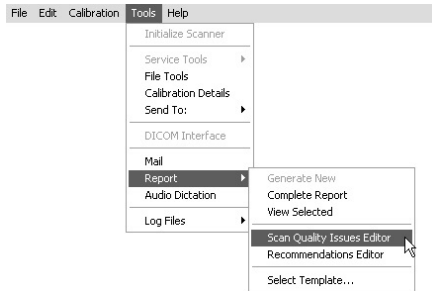 File Edit Calibration Tools Help
Initialize Scanner
Service Tools
File Tools
Calibration Details
Send To:
DICOM Interface
Mail
Report
Audio Dictation
Log Files
Generate New
Complete Report
View Selected
Scan Quality Issues Editor
Recommendations Editor
Select Template...